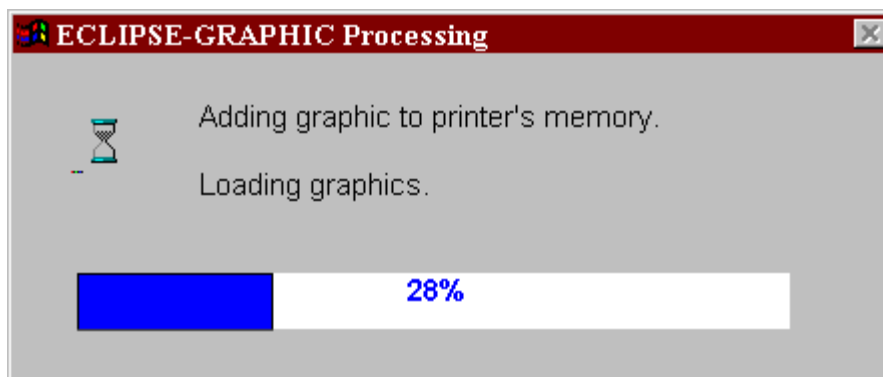 ECLIPSE-GRAPHIC Processing
Adding graphic to printer's memory.
Loading graphics.
28%